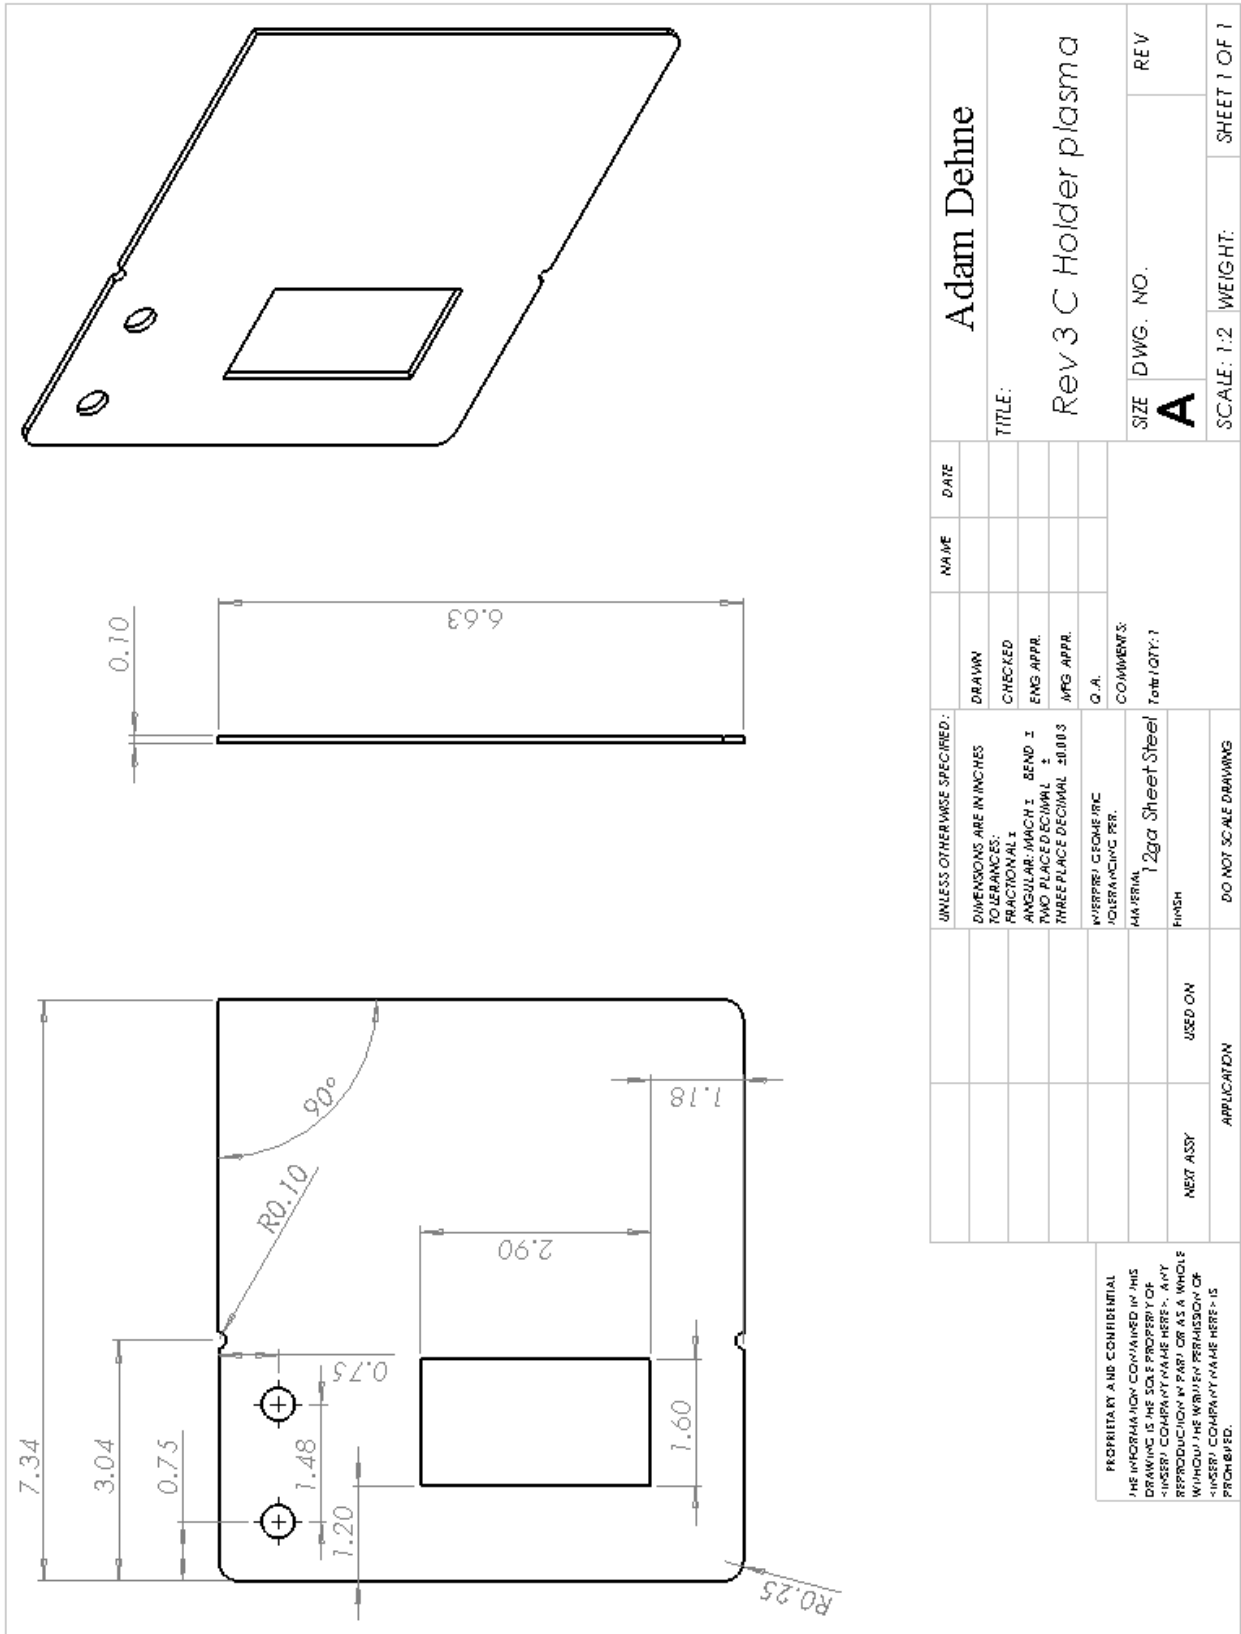 7.34
3.04
0.75
1.48
1.20
0.75
R0.10
90°
2.90
1.60
1.18
R0.25
0.10
6.63
PROPRIETARY AND CONFIDENTIAL
THE INFORMATION CONTAINED IN THIS
DRAWING IS THE SOLE PROPERTY OF
<INSERT COMPANY NAME HERE>. ANY
REPRODUCTION IN PART OR AS A WHOLE
WITHOUT THE WRITTEN PERMISSION OF
<INSERT COMPANY NAME HERE> IS
PROHIBITED.
NEXT ASSY
USED ON
APPLICATION
UNLESS OTHERWISE SPECIFIED:
DIMENSIONS ARE IN INCHES
TOLERANCES:
FRACTIONAL ±
ANGULAR: MACH ± BEND ±
TWO PLACE DECIMAL ±
THREE PLACE DECIMAL ±0.005
INTERPRET GEOMETRIC
TOLERANCING PER:
MATERIAL
12ga Sheet Steel
FINISH
DO NOT SCALE DRAWING
NAME
DATE
DRAWN
CHECKED
ENG APPR.
MFG APPR.
Q.A.
COMMENTS:
Total QTY: 1
Adam Dehne
TITLE:
Rev 3 C Holder plasma
SIZE
A
DWG. NO.
REV
SCALE: 1:2
WEIGHT:
SHEET 1 OF 1